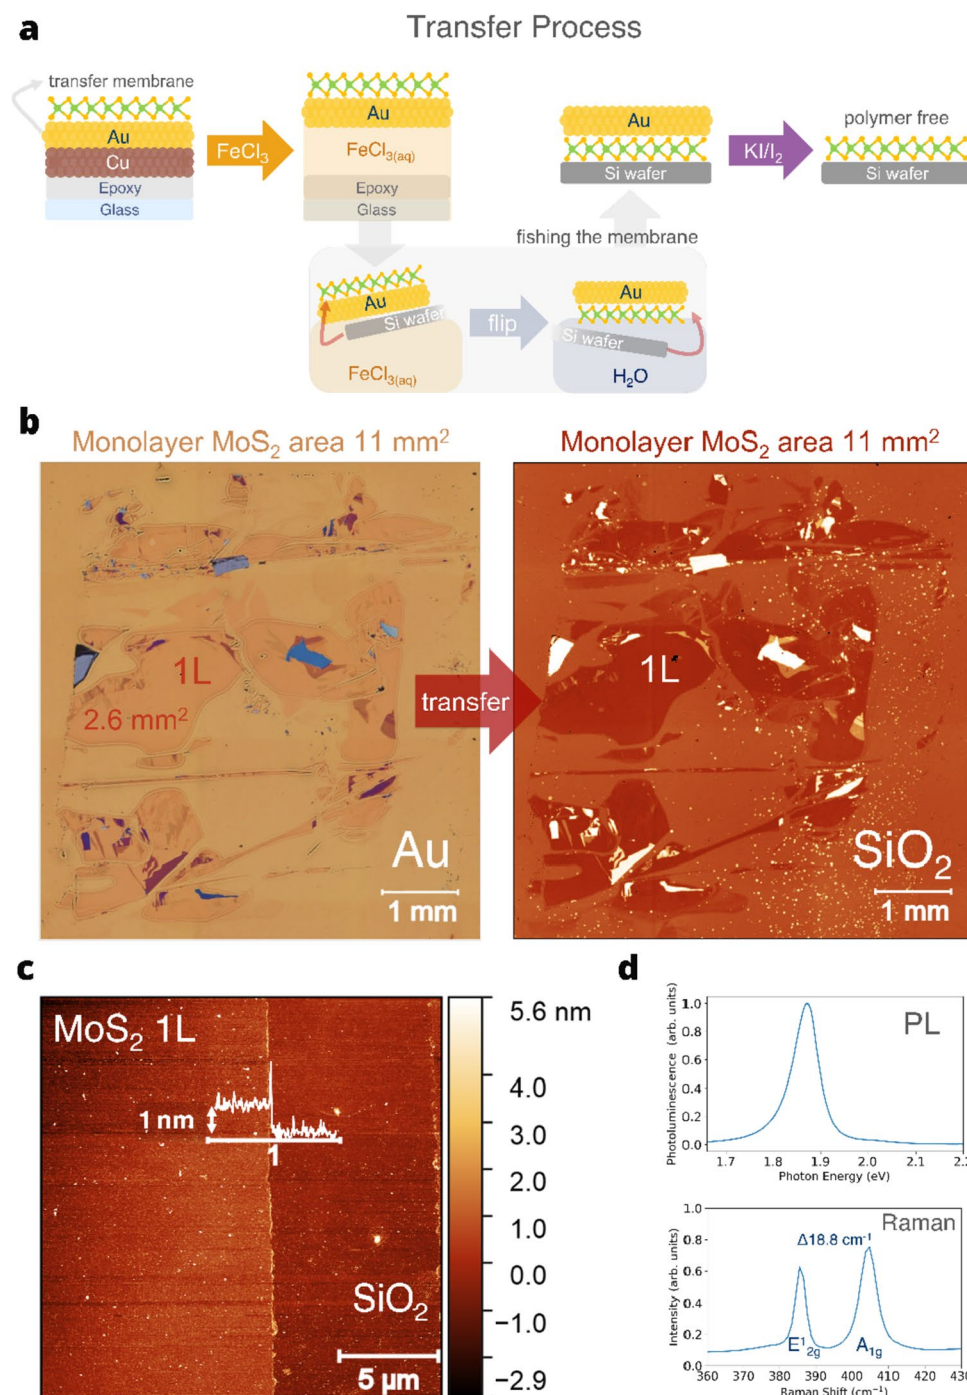 a
Transfer Process
transfer membrane
Au
Cu
Epoxy
Glass
FeCl₃
Au
FeCl₃₍aq₎
Epoxy
Glass
Au
Si wafer
FeCl₃₍aq₎
flip
Au
Si wafer
H₂O
fishing the membrane
Au
Si wafer
KI/I₂
polymer free
Si wafer
b
Monolayer MoS₂ area 11 mm²
1L
2.6 mm²
Au
1 mm
transfer
Monolayer MoS₂ area 11 mm²
1L
SiO₂
1 mm
c
MoS₂ 1L
1 nm
1
SiO₂
5 µm
5.6 nm
4.0
3.0
2.0
1.0
0.0
−1.0
−2.9
d
PL
Photoluminescence (arb. units)
1.0
0.8
0.6
0.4
0.2
0.0
1.7 1.8 1.9 2.0 2.1 2.2
Photon Energy (eV)
Raman
Δ18.8 cm⁻¹
Intensity (arb. units)
1.0
0.8
0.6
0.4
0.2
0.0
E¹₂g
A₁g
360 370 380 390 400 410 420 430
Raman Shift (cm⁻¹)